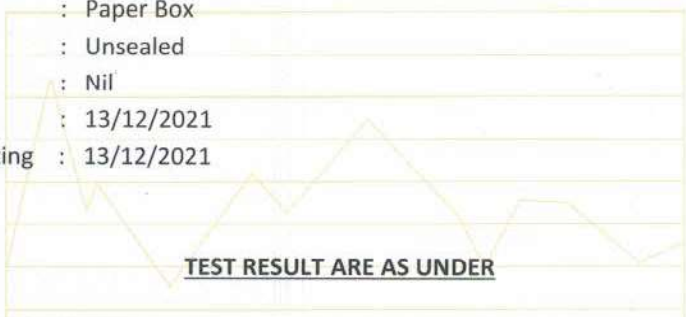 : Paper Box
: Unsealed
: Nil
: 13/12/2021
ing : 13/12/2021
TEST RESULT ARE AS UNDER